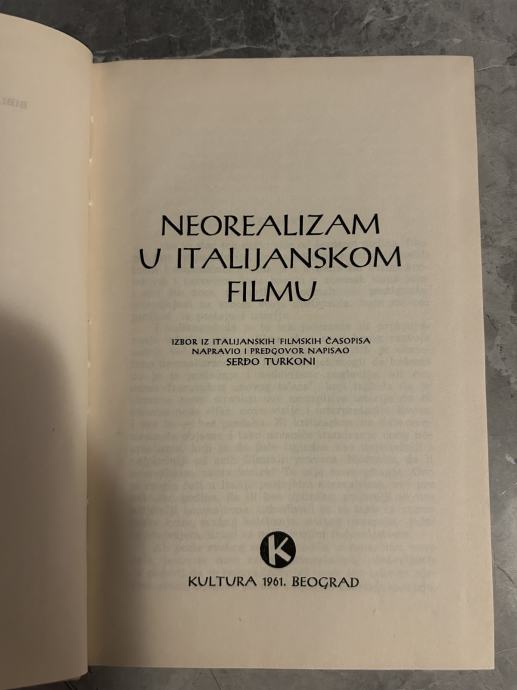 NEOREALIZAM
U ITALIJANSKOM
FILMU
IZBOR IZ ITALIJANSKIH FILMSKIH ČASOPISA
NAPRAVIO I PREDGOVOR NAPISAO
SERĐO TURKONI
K
KULTURA 1961. BEOGRAD